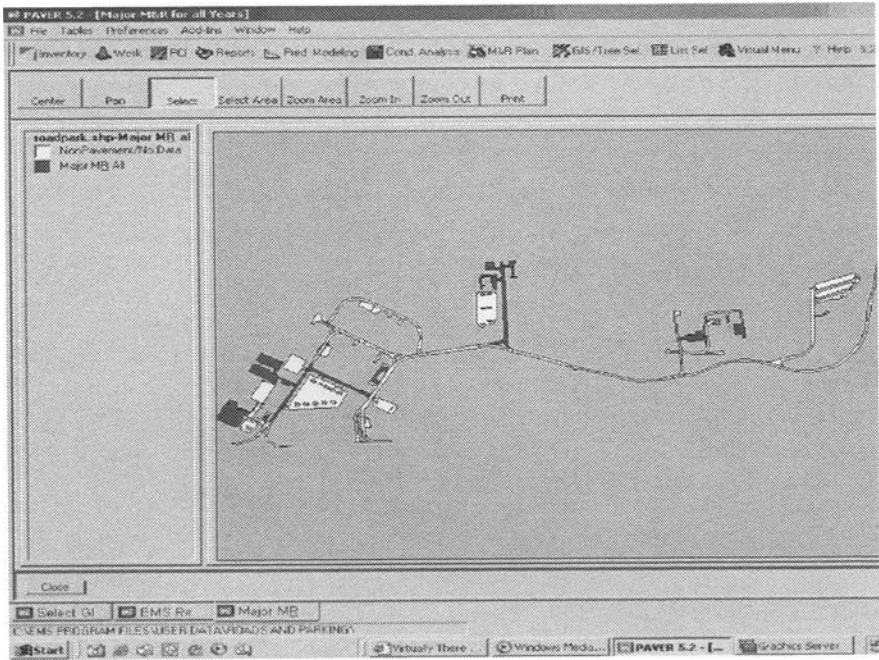 PAVER 5.2 - [Major M&R for all Years]
File Tables Preferences Add-Ins Window Help
Inventory Work PCI Reports Pred. Modeling Cond. Analysis M&R Plan GIS/Tree Sel. List Sel Visual Menu ? Help 5.2
Center Pan Select Select Area Zoom Area Zoom In Zoom Out Print
roadpark.shp-Major MR al
NonPavement/No Data
Major MR All
Close
Select GI EMS Re Major MR
C:\EMS PROGRAM FILES\USER DATA\ROADS AND PARKING\
Start Virtually There ... Windows Media... PAVER 5.2 - [... Graphics Server